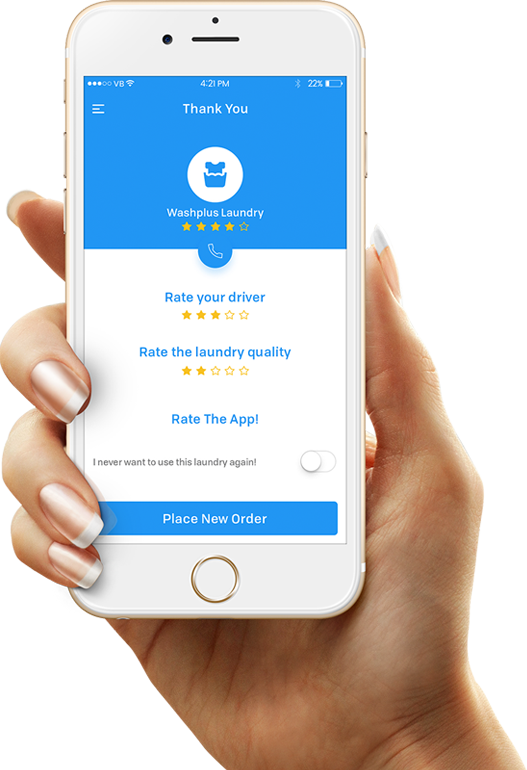 VB 4:21 PM 22%
Thank You
Washplus Laundry
Rate your driver
Rate the laundry quality
Rate The App!
I never want to use this laundry again!
Place New Order